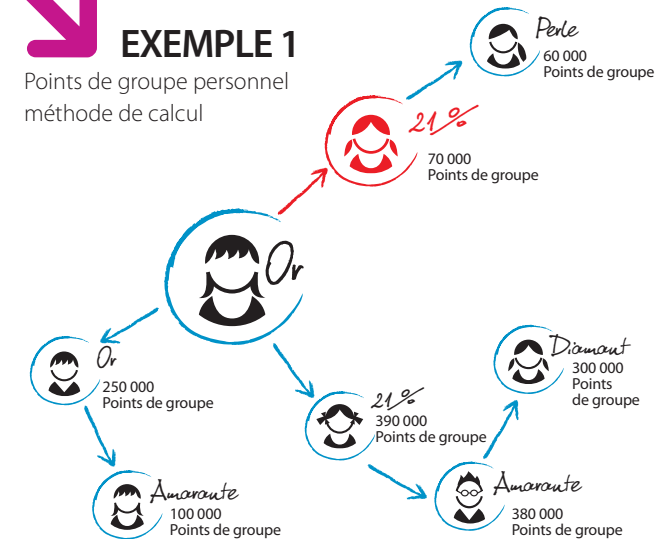 EXEMPLE 1
Points de groupe personnel
méthode de calcul
Perle
60 000
Points de groupe
21%
70 000
Points de groupe
Or
Or
250 000
Points de groupe
Amarante
100 000
Points de groupe
21%
390 000
Points de groupe
Diamant
300 000
Points
de groupe
Amarante
380 000
Points de groupe